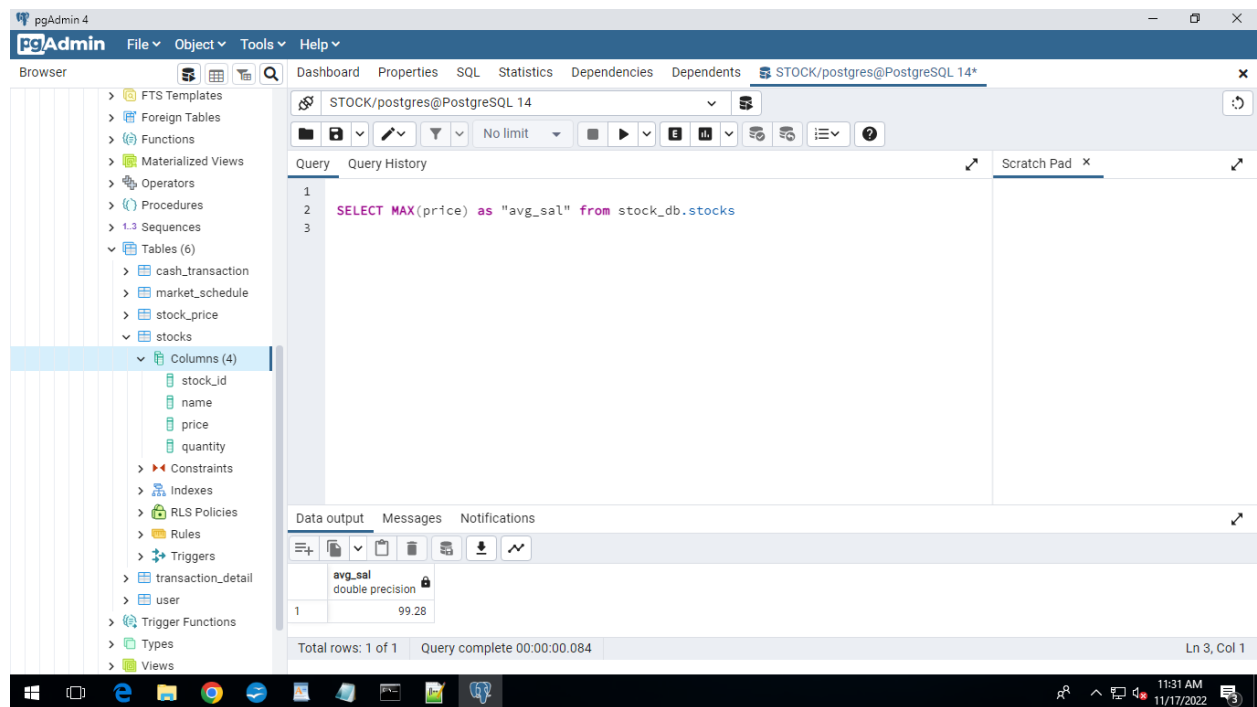 pgAdmin 4
pgAdmin File Object Tools Help
Browser
Dashboard Properties SQL Statistics Dependencies Dependents STOCK/postgres@PostgreSQL 14*
FTS Templates
Foreign Tables
Functions
Materialized Views
Operators
Procedures
1..3 Sequences
Tables (6)
cash_transaction
market_schedule
stock_price
stocks
Columns (4)
stock_id
name
price
quantity
Constraints
Indexes
RLS Policies
Rules
Triggers
transaction_detail
user
Trigger Functions
Types
Views
STOCK/postgres@PostgreSQL 14
No limit
E
Query Query History
Scratch Pad
1
2 SELECT MAX(price) as "avg_sal" from stock_db.stocks
3
Data output Messages Notifications
avg_sal
double precision
1 99.28
Total rows: 1 of 1 Query complete 00:00:00.084 Ln 3, Col 1
11:31 AM
11/17/2022
3